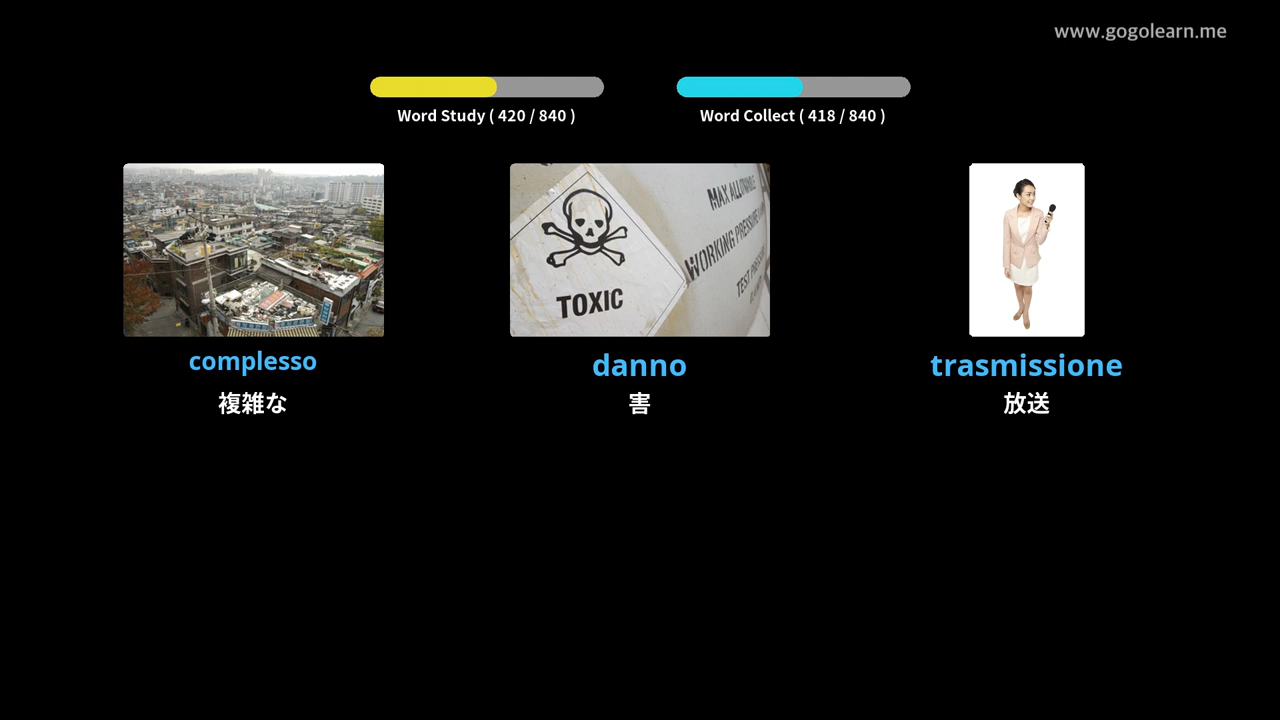 www.gogolearn.me
Word Study ( 420 / 840 )
Word Collect ( 418 / 840 )
MAX ALLOWABLE
WORKING PRESSURE
TEST PRESSURE
TOXIC
complesso
danno
trasmissione
複雑な
害
放送